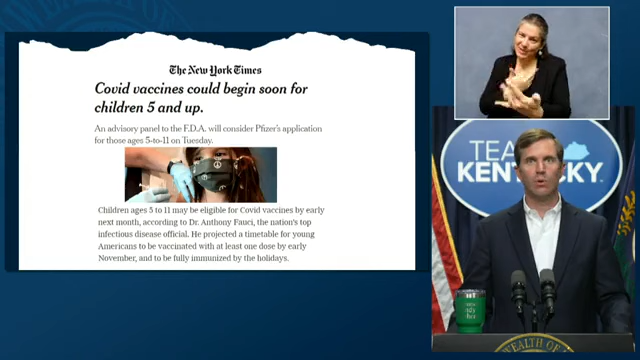 The New York Times
Covid vaccines could begin soon for
children 5 and up.
An advisory panel to the F.D.A. will consider Pfizer's application
for those ages 5-to-11 on Tuesday.
Children ages 5 to 11 may be eligible for Covid vaccines by early
next month, according to Dr. Anthony Fauci, the nation's top
infectious disease official. He projected a timetable for young
Americans to be vaccinated with at least one dose by early
November, and to be fully immunized by the holidays.
TEAM
KENTUCKY
WEALTH OF